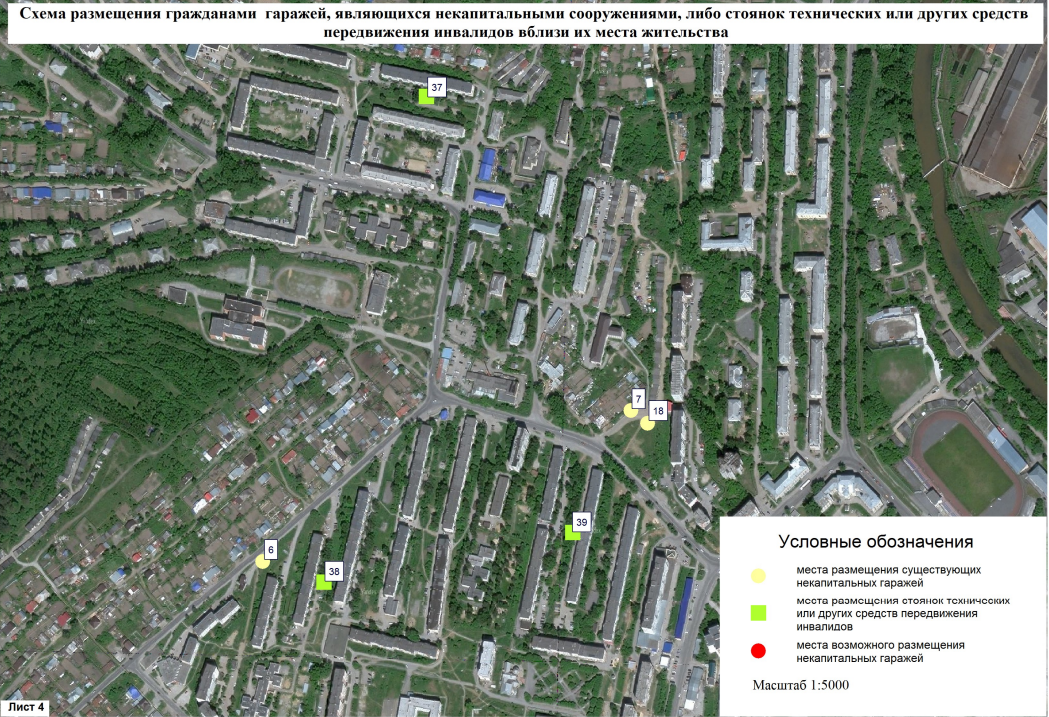 Схема размещения гражданами гаражей, являющихся некапитальными сооружениями, либо стоянок технических или других средств
передвижения инвалидов вблизи их места жительства
37
7
18
39
6
38
Условные обозначения
места размещения существующих
некапитальных гаражей
места размещения стоянок технических
или других средств передвижения
инвалидов
места возможного размещения
некапитальных гаражей
Масштаб 1:5000
Лист 4